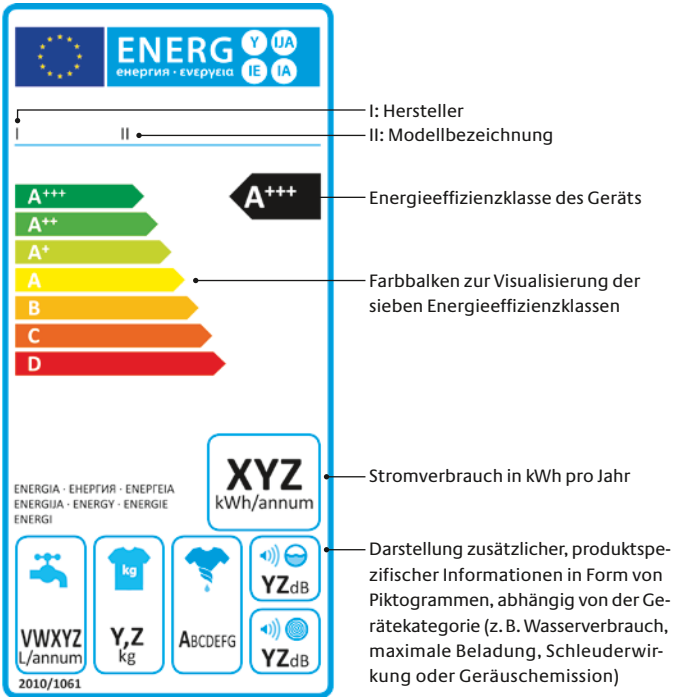 ENERG Y IJA
енергия · ενεργεια IE IA
I II
I: Hersteller
II: Modellbezeichnung
A+++ A+++
Energieeffizienzklasse des Geräts
A++
A+
A
Farbbalken zur Visualisierung der
sieben Energieeffizienzklassen
B
C
D
XYZ
kWh/annum
Stromverbrauch in kWh pro Jahr
ENERGIA · ЕНЕРГИЯ · ΕΝΕΡΓΕΙΑ
ENERGIJA · ENERGY · ENERGIE
ENERGI
VWXYZ
L/annum
kg
Y,Z
kg
ABCDEFG
YZdB
YZdB
Darstellung zusätzlicher, produktspe-
zifischer Informationen in Form von
Piktogrammen, abhängig von der Ge-
rätekategorie (z. B. Wasserverbrauch,
maximale Beladung, Schleuderwir-
kung oder Geräuschemission)
2010/1061